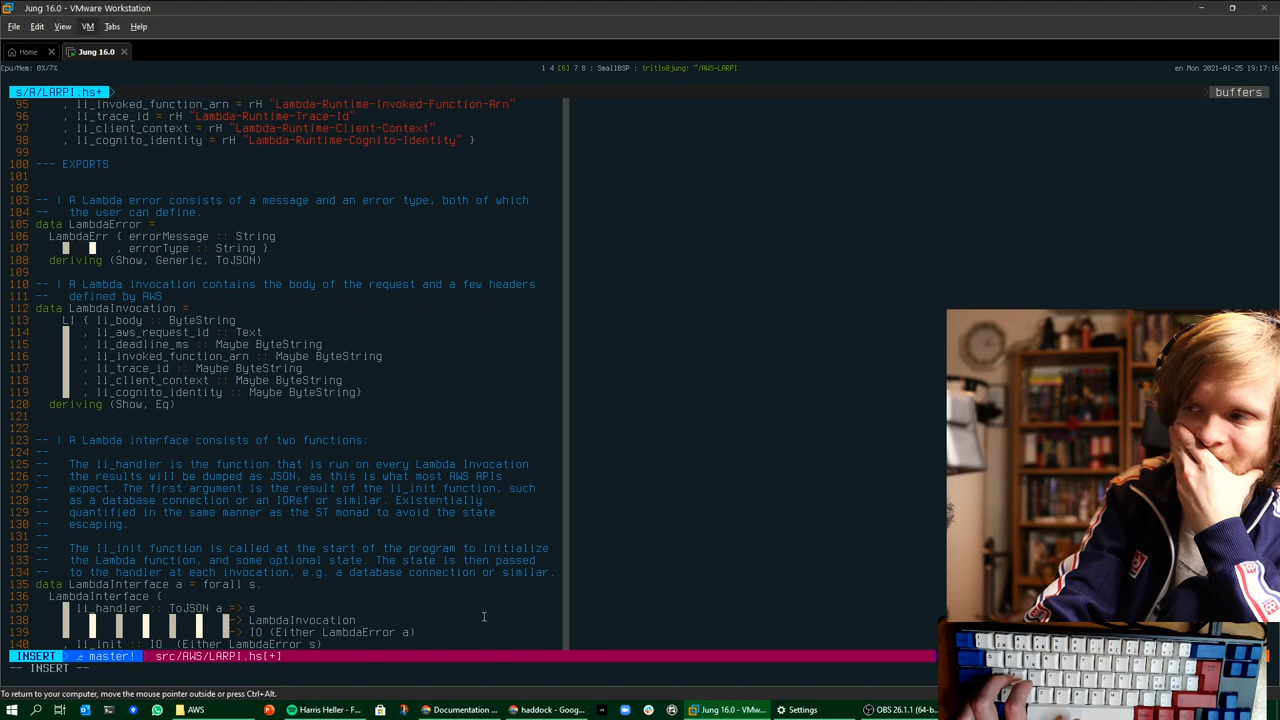 Jung 16.0 - VMware Workstation
File Edit View VM Tabs Help
Home Jung 16.0
Cpu/Mem: 0%/7% 1 4 [6] 7 8 : SmallBSP : tritlo@jung: ~/AWS-LARPI en Mon 2021-01-25 19:17:16
s/A/LARPI.hs+ buffers
95 , li_invoked_function_arn = rH "Lambda-Runtime-Invoked-Function-Arn"
96 , li_trace_id = rH "Lambda-Runtime-Trace-Id"
97 , li_client_context = rH "Lambda-Runtime-Client-Context"
98 , li_cognito_identity = rH "Lambda-Runtime-Cognito-Identity" }
99
100 --- EXPORTS
101
102
103 -- | A Lambda error consists of a message and an error type, both of which
104 -- the user can define.
105 data LambdaError =
106 LambdaErr { errorMessage :: String
107 , errorType :: String }
108 deriving (Show, Generic, ToJSON)
109
110 -- | A Lambda invocation contains the body of the request and a few headers
111 -- defined by AWS
112 data LambdaInvocation =
113 LI { li_body :: ByteString
114 , li_aws_request_id :: Text
115 , li_deadline_ms :: Maybe ByteString
116 , li_invoked_function_arn :: Maybe ByteString
117 , li_trace_id :: Maybe ByteString
118 , li_client_context :: Maybe ByteString
119 , li_cognito_identity :: Maybe ByteString}
120 deriving (Show, Eq)
121
122
123 -- | A Lambda interface consists of two functions:
124 --
125 -- The li_handler is the function that is run on every Lambda Invocation
126 -- the results will be dumped as JSON, as this is what most AWS APIs
127 -- expect. The first argument is the result of the li_init function, such
128 -- as a database connection or an IORef or similar. Existentially
129 -- quantified in the same manner as the ST monad to avoid the state
130 -- escaping.
131 --
132 -- The li_init function is called at the start of the program to initialize
133 -- the Lambda function, and some optional state. The state is then passed
134 -- to the handler at each invocation, e.g. a database connection or similar.
135 data LambdaInterface a = forall s.
136 LambdaInterface {
137 li_handler :: ToJSON a => s
138 -> LambdaInvocation
139 -> IO (Either LambdaError a)
140 , li_init :: IO (Either LambdaError s)
INSERT master! src/AWS/LARPI.hs[+]
-- INSERT --
To return to your computer, move the mouse pointer outside or press Ctrl+Alt.
AWS Harris Heller - ... Documentation ... haddock - Goog... Jung 16.0 - VMw... Settings OBS 26.1.1 (64-b...